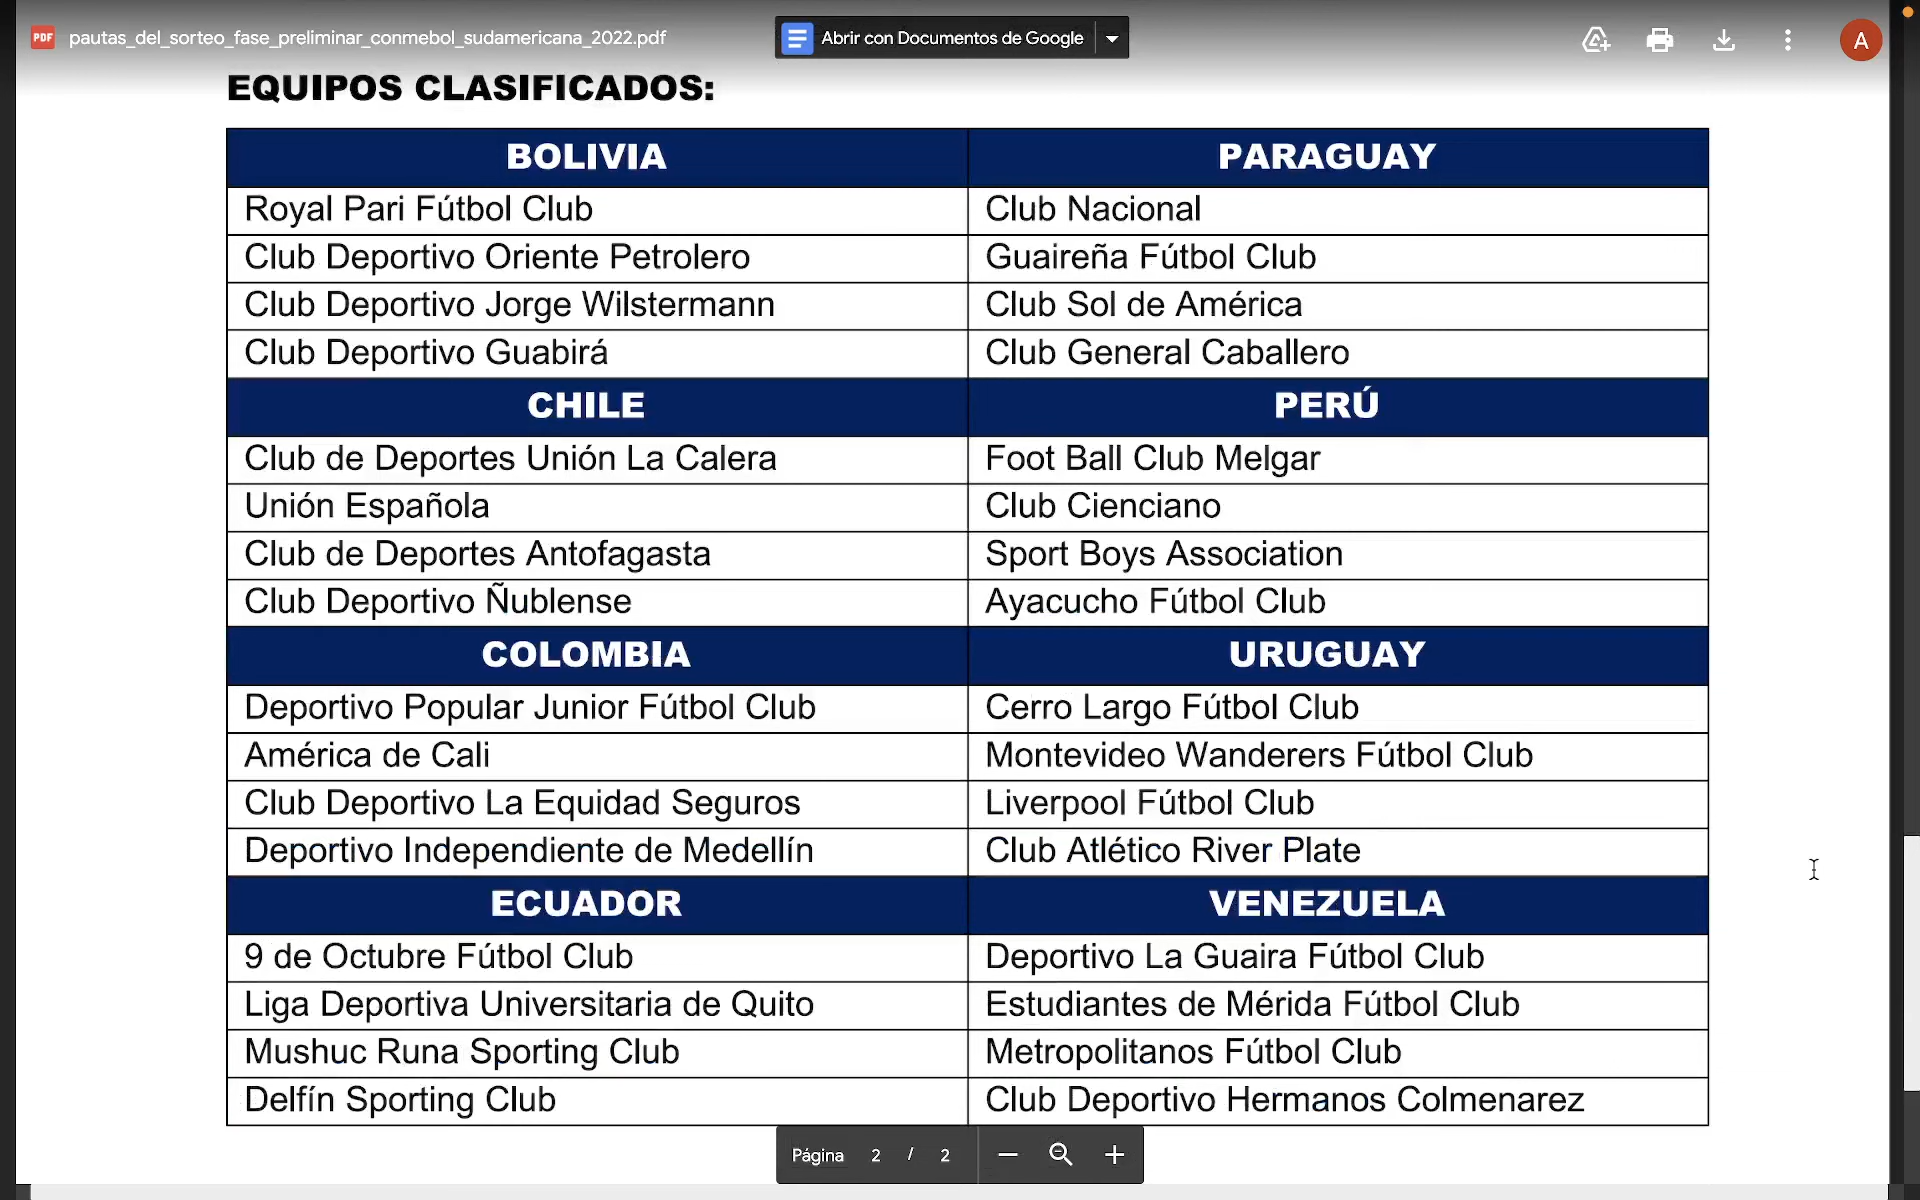 PDF pautas_del_sorteo_fase_preliminar_conmebol_sudamericana_2022.pdf
Abrir con Documentos de Google
A
EQUIPOS CLASIFICADOS:
BOLIVIA PARAGUAY
Royal Pari Fútbol Club Club Nacional
Club Deportivo Oriente Petrolero Guaireña Fútbol Club
Club Deportivo Jorge Wilstermann Club Sol de América
Club Deportivo Guabirá Club General Caballero
CHILE PERÚ
Club de Deportes Unión La Calera Foot Ball Club Melgar
Unión Española Club Cienciano
Club de Deportes Antofagasta Sport Boys Association
Club Deportivo Ñublense Ayacucho Fútbol Club
COLOMBIA URUGUAY
Deportivo Popular Junior Fútbol Club Cerro Largo Fútbol Club
América de Cali Montevideo Wanderers Fútbol Club
Club Deportivo La Equidad Seguros Liverpool Fútbol Club
Deportivo Independiente de Medellín Club Atlético River Plate
ECUADOR VENEZUELA
9 de Octubre Fútbol Club Deportivo La Guaira Fútbol Club
Liga Deportiva Universitaria de Quito Estudiantes de Mérida Fútbol Club
Mushuc Runa Sporting Club Metropolitanos Fútbol Club
Delfín Sporting Club Club Deportivo Hermanos Colmenarez
Página 2 / 2